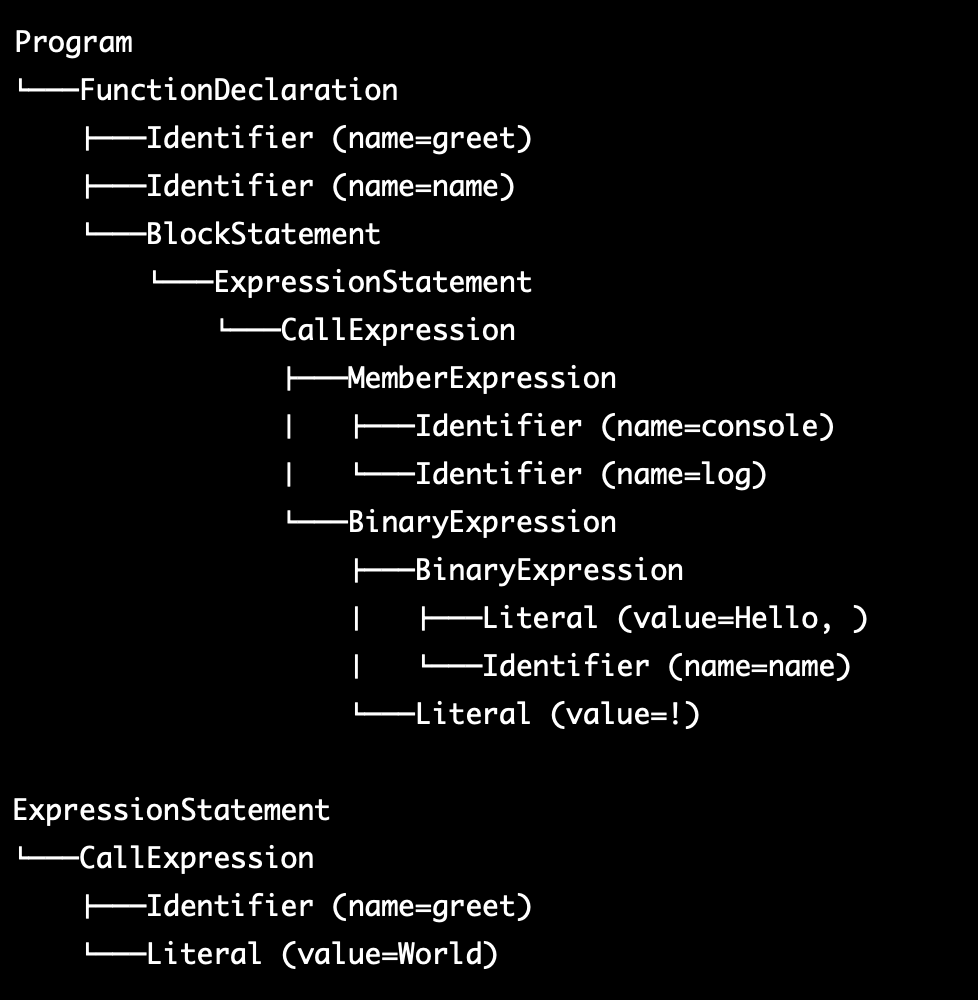 Program
└───FunctionDeclaration
    ├───Identifier (name=greet)
    ├───Identifier (name=name)
    └───BlockStatement
        └───ExpressionStatement
            └───CallExpression
                ├───MemberExpression
                |   ├───Identifier (name=console)
                |   └───Identifier (name=log)
                └───BinaryExpression
                    ├───BinaryExpression
                    |   ├───Literal (value=Hello, )
                    |   └───Identifier (name=name)
                    └───Literal (value=!)

ExpressionStatement
└───CallExpression
    ├───Identifier (name=greet)
    └───Literal (value=World)